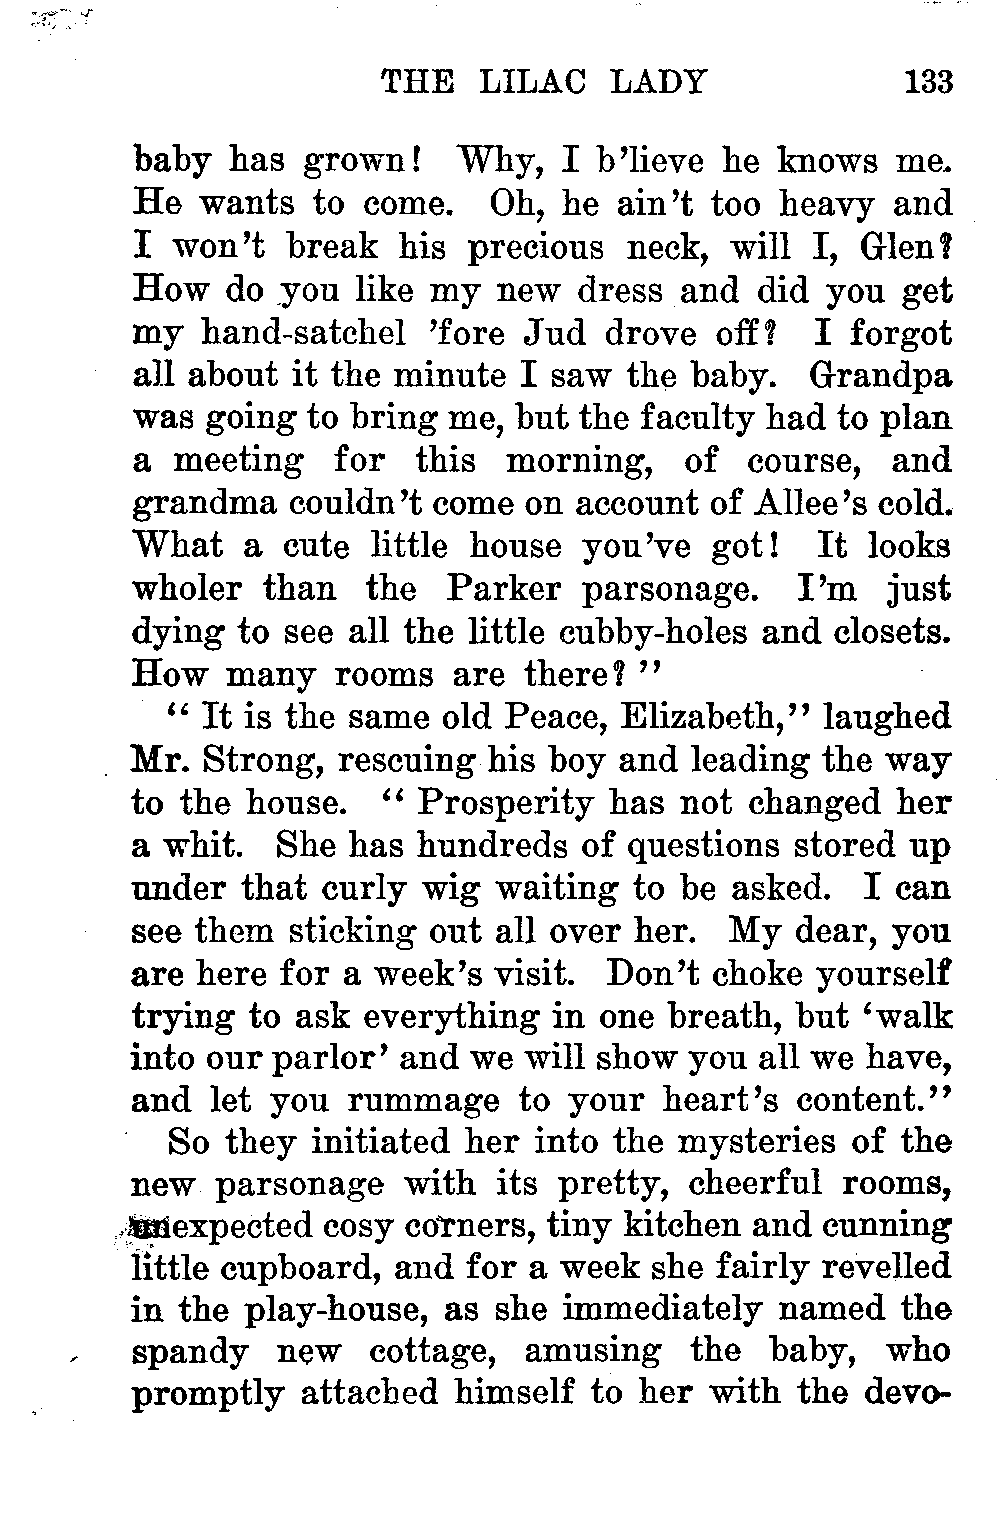 THE LILAC LADY 133
baby has grown! Why, I b'lieve he knows me.
He wants to come. Oh, he ain't too heavy and
I won't break his precious neck, will I, Glen?
How do you like my new dress and did you get
my hand-satchel 'fore Jud drove off? I forgot
all about it the minute I saw the baby. Grandpa
was going to bring me, but the faculty had to plan
a meeting for this morning, of course, and
grandma couldn't come on account of Allee's cold.
What a cute little house you've got! It looks
wholer than the Parker parsonage. I'm just
dying to see all the little cubby-holes and closets.
How many rooms are there?"
"It is the same old Peace, Elizabeth," laughed
Mr. Strong, rescuing his boy and leading the way
to the house. "Prosperity has not changed her
a whit. She has hundreds of questions stored up
under that curly wig waiting to be asked. I can
see them sticking out all over her. My dear, you
are here for a week's visit. Don't choke yourself
trying to ask everything in one breath, but 'walk
into our parlor' and we will show you all we have,
and let you rummage to your heart's content."
So they initiated her into the mysteries of the
new parsonage with its pretty, cheerful rooms,
unexpected cosy corners, tiny kitchen and cunning
little cupboard, and for a week she fairly revelled
in the play-house, as she immediately named the
spandy new cottage, amusing the baby, who
promptly attached himself to her with the devo-